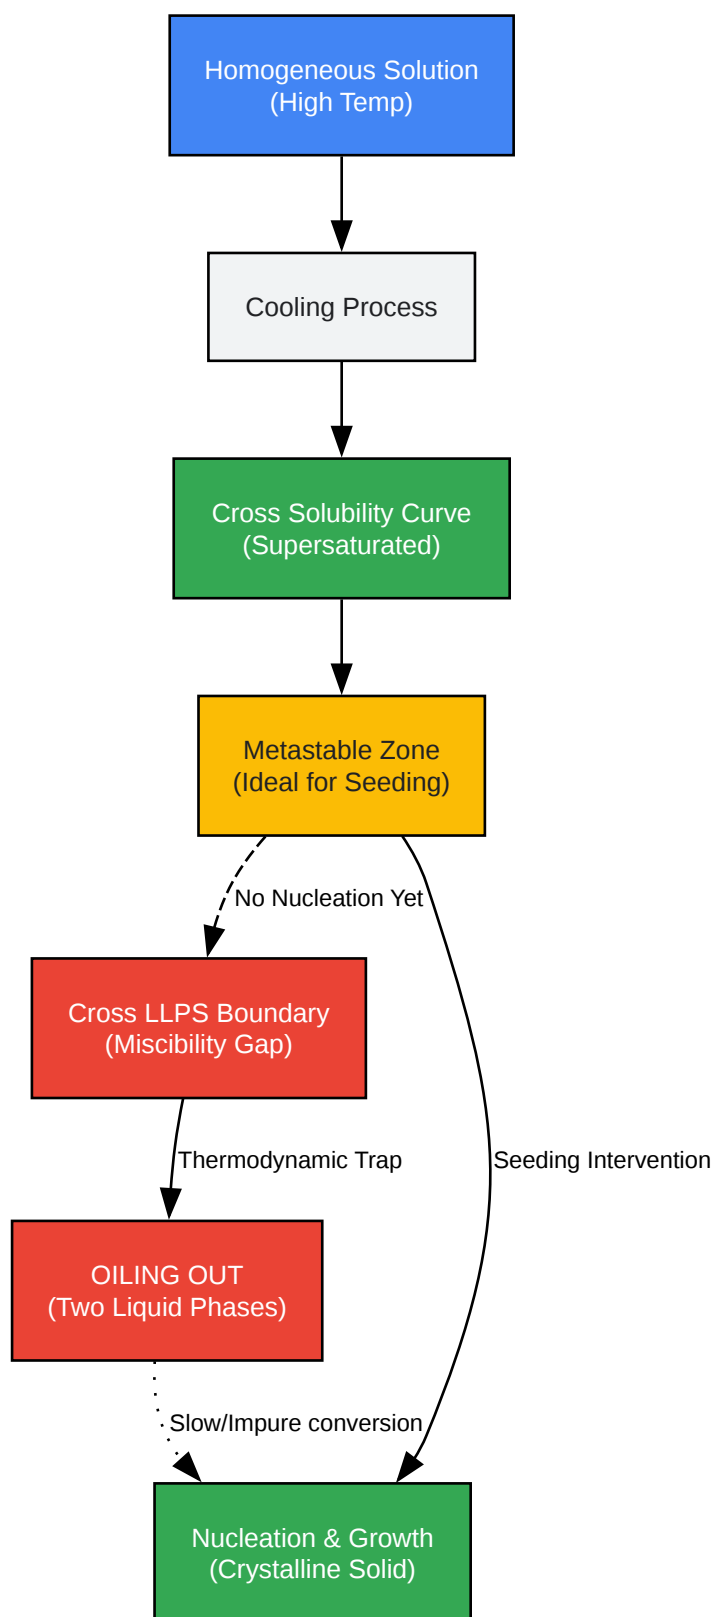 Homogeneous Solution
(High Temp)
Cooling Process
Cross Solubility Curve
(Supersaturated)
Metastable Zone
(Ideal for Seeding)
No Nucleation Yet
Cross LLPS Boundary
(Miscibility Gap)
Thermodynamic Trap
Seeding Intervention
OILING OUT
(Two Liquid Phases)
Slow/Impure conversion
Nucleation & Growth
(Crystalline Solid)